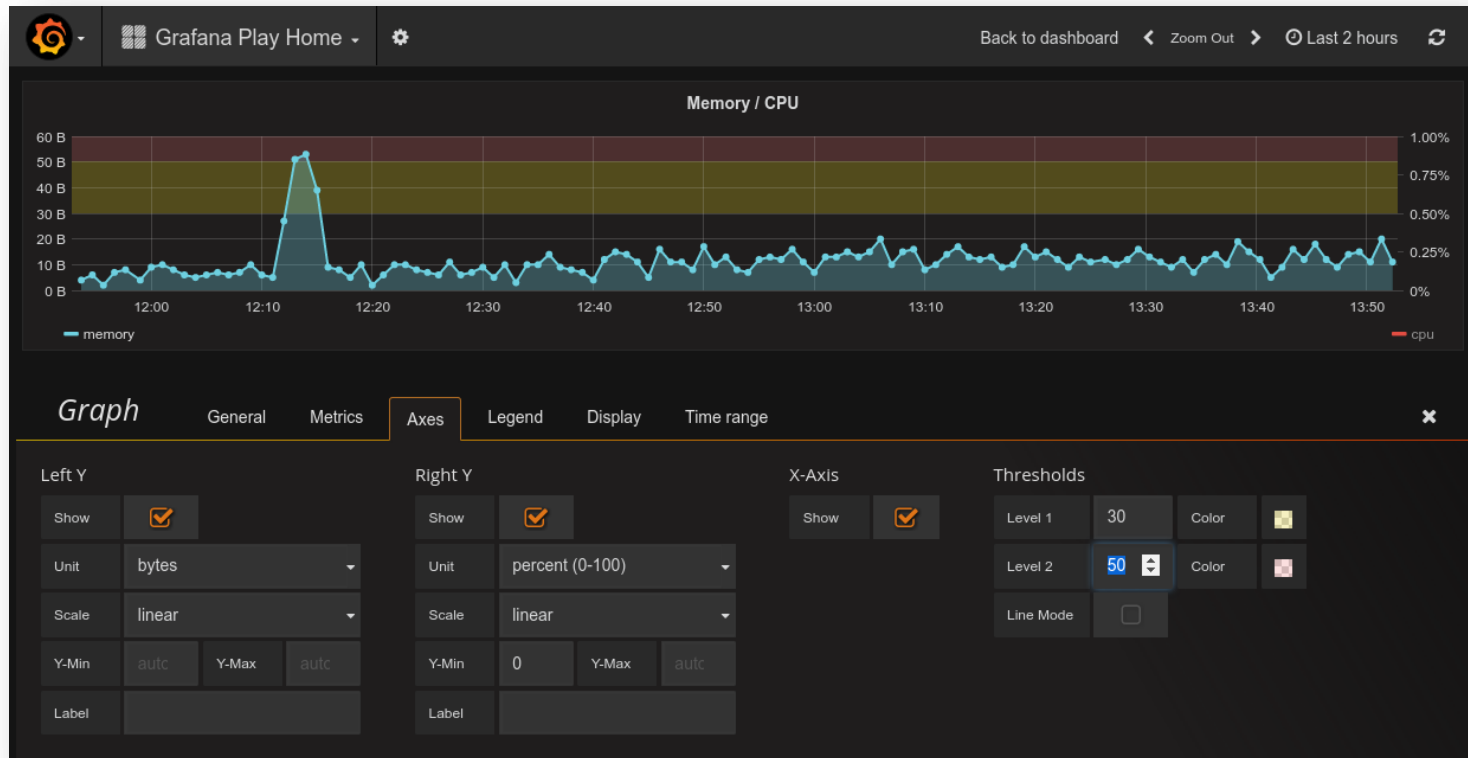 Grafana Play Home Back to dashboard Zoom Out Last 2 hours
Memory / CPU
60 B 1.00%
50 B
40 B 0.75%
30 B 0.50%
20 B
10 B 0.25%
0 B 0%
12:00 12:10 12:20 12:30 12:40 12:50 13:00 13:10 13:20 13:30 13:40 13:50
memory cpu
Graph General Metrics Axes Legend Display Time range
Left Y Right Y X-Axis Thresholds
Show Show Show Level 1 30 Color
Unit bytes Unit percent (0-100) Level 2 50 Color
Scale linear Scale linear Line Mode
Y-Min auto Y-Max auto Y-Min 0 Y-Max auto
Label Label